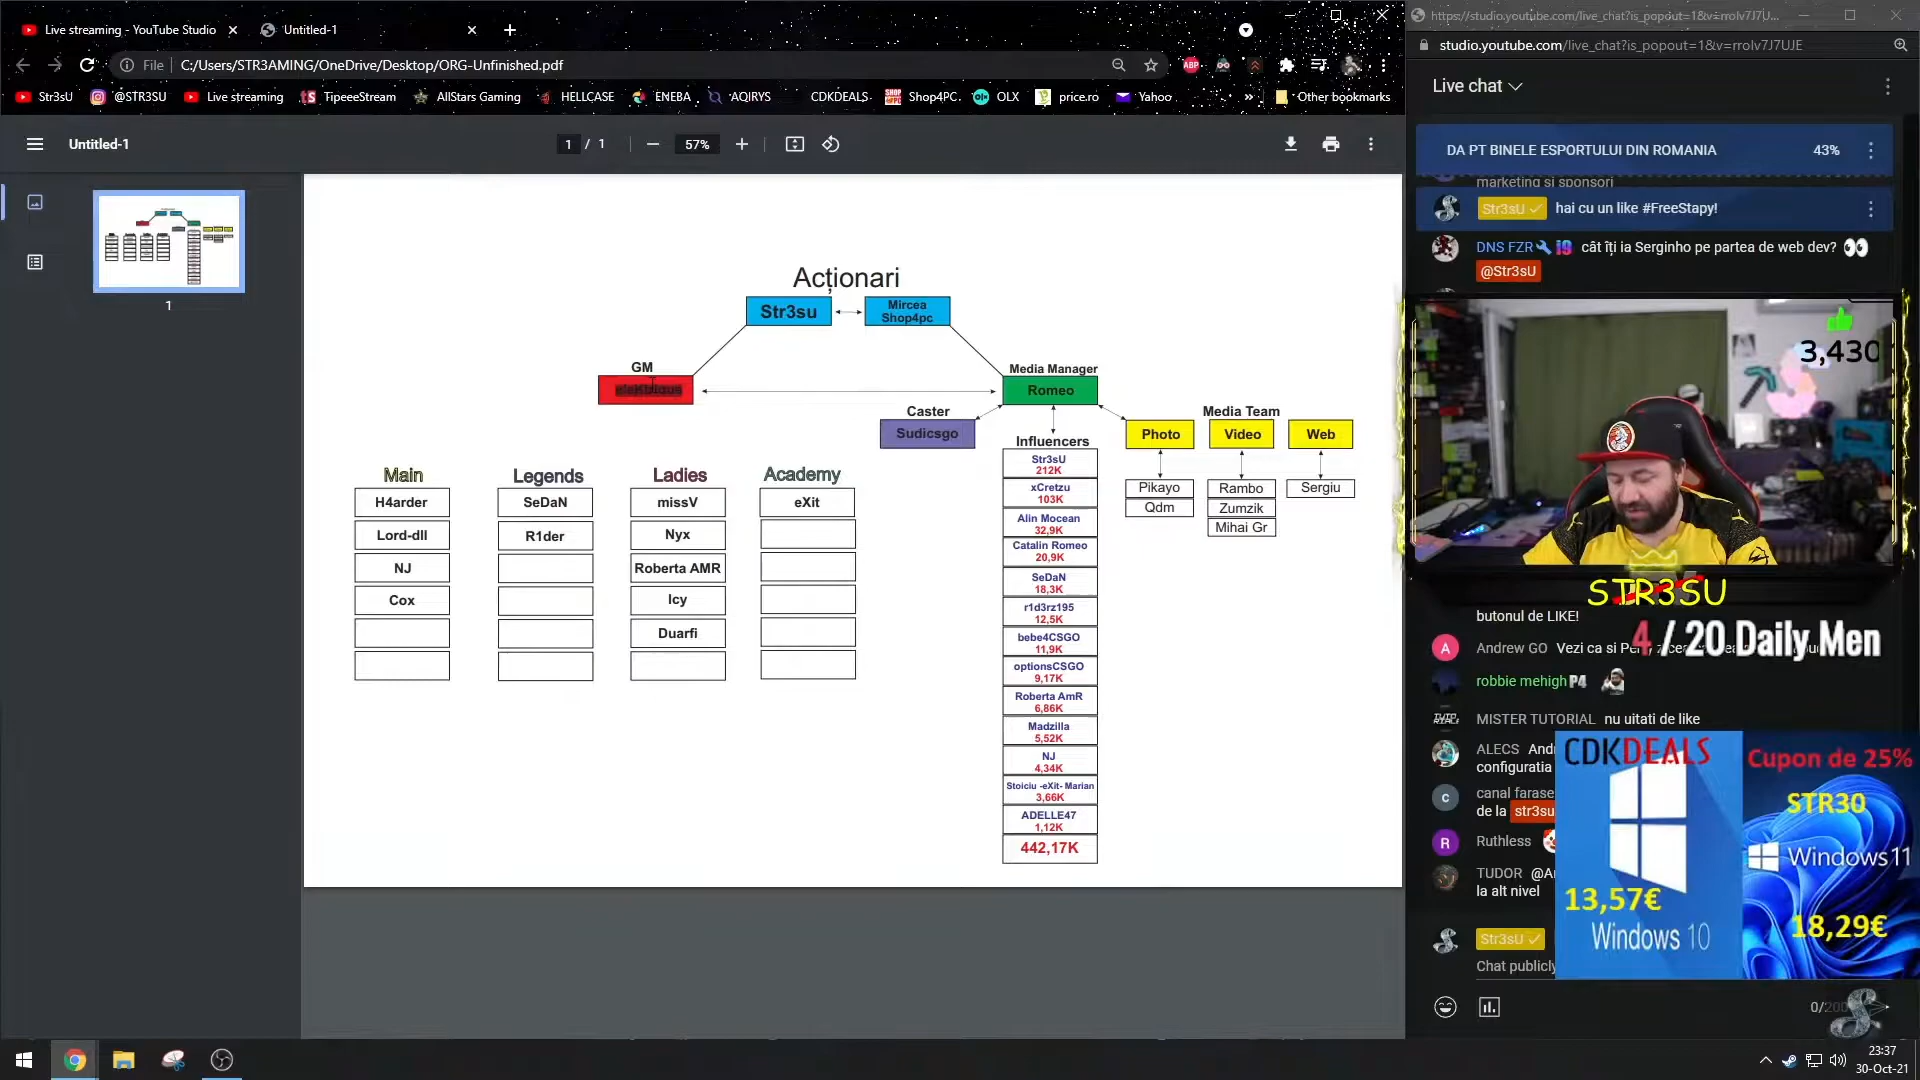 Live streaming - YouTube Studio
Untitled-1
File C:/Users/STR3AMING/OneDrive/Desktop/ORG-Unfinished.pdf
ABP
Str3sU
@STR3SU
Live streaming
TipeeeStream
AllStars Gaming
HELLCASE
ENEBA
AQIRYS
CDKDEALS
Shop4PC
OLX
price.ro
Yahoo
Other bookmarks
Untitled-1
1 / 1
57%
1
Acționari
Str3su
Mircea
Shop4pc
GM
Media Manager
Romeo
Caster
Sudicsgo
Media Team
Photo
Video
Web
Pikayo
Qdm
Rambo
Zumzik
Mihai Gr
Sergiu
Main
H4arder
Lord-dll
NJ
Cox
Legends
SeDaN
R1der
Ladies
missV
Nyx
Roberta AMR
Icy
Duarfi
Academy
eXit
Influencers
Str3sU
212K
xCretzu
103K
Alin Mocean
32,9K
Catalin Romeo
20,9K
SeDaN
18,3K
r1d3rz195
12,5K
bebe4CSGO
11,9K
optionsCSGO
9,17K
Roberta AmR
6,86K
Madzilla
5,52K
NJ
4,34K
Stoiciu -eXit- Marian
3,66K
ADELLE47
1,12K
442,17K
https://studio.youtube.com/live_chat?is_popout=1&v=rroIv7J7U...
studio.youtube.com/live_chat?is_popout=1&v=rroIv7J7UJE
Live chat
DA PT BINELE ESPORTULUI DIN ROMANIA 43%
marketing si sponsori
Str3sU hai cu un like #FreeStapy!
DNS FZR cât îți ia Serginho pe partea de web dev?
@Str3sU
3,430
STR3SU
4 / 20 Daily Men
butonul de LIKE!
Andrew GO Vezi ca si
robbie mehigh P4
MISTER TUTORIAL nu uitati de like
ALECS
configuratia
canal farase
de la str3su
Ruthless
TUDOR
la alt nivel
Str3sU
Chat publicly
CDKDEALS
13,57€
Windows 10
Cupon de 25%
STR30
Windows 11
18,29€
23:37
30-Oct-21